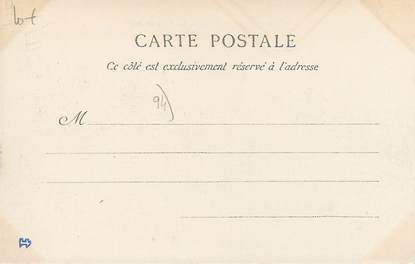 CARTE POSTALE
Ce côté est exclusivement réservé à l'adresse
94)
M